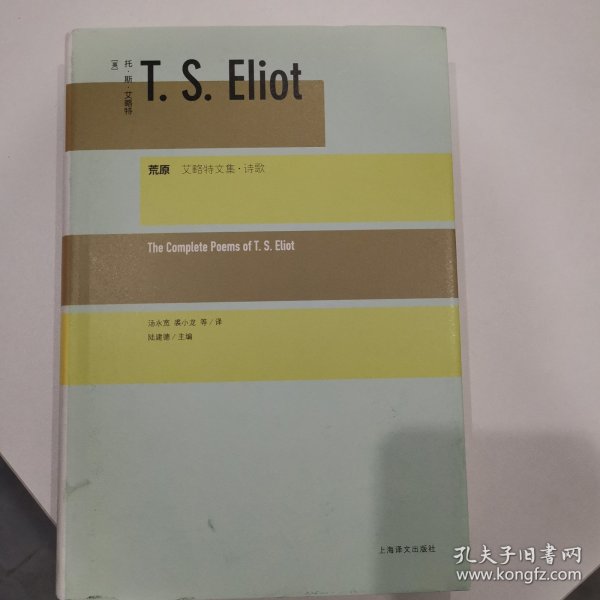 [英]
托·斯·艾略特
T. S. Eliot
荒原 艾略特文集·诗歌
The Complete Poems of T. S. Eliot
汤永宽 裘小龙 等/译
陆建德/主编
上海译文出版社
孔夫子旧书网
www.kongfz.com